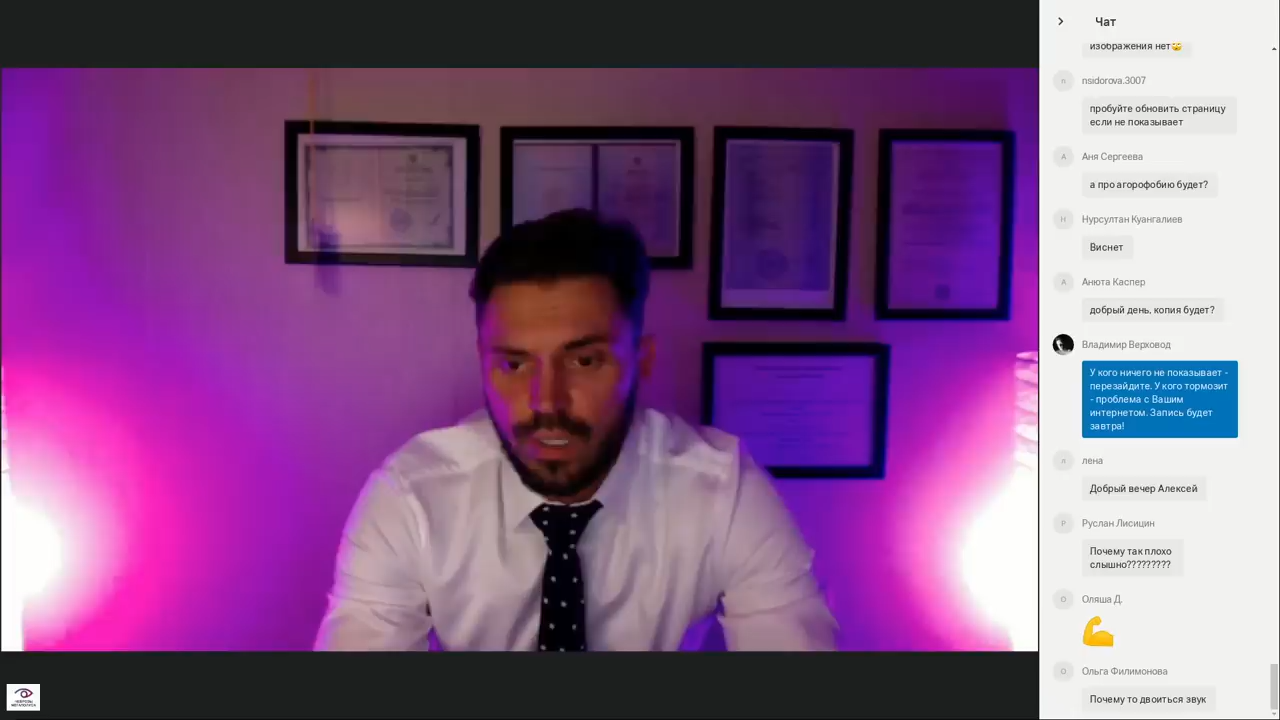 Чат
изображения нет
nsidorova.3007
пробуйте обновить страницу
если не показывает
А
Аня Сергеева
а про агорофобию будет?
Н
Нурсултан Куангалиев
Виснет
А
Анюта Каспер
добрый день, копия будет?
Владимир Верховод
У кого ничего не показывает -
перезайдите. У кого тормозит
- проблема с Вашим
интернетом. Запись будет
завтра!
л
лена
Добрый вечер Алексей
Р
Руслан Лисицин
Почему так плохо
слышно?????????
О
Оляша Д.
О
Ольга Филимонова
Почему то двоиться звук